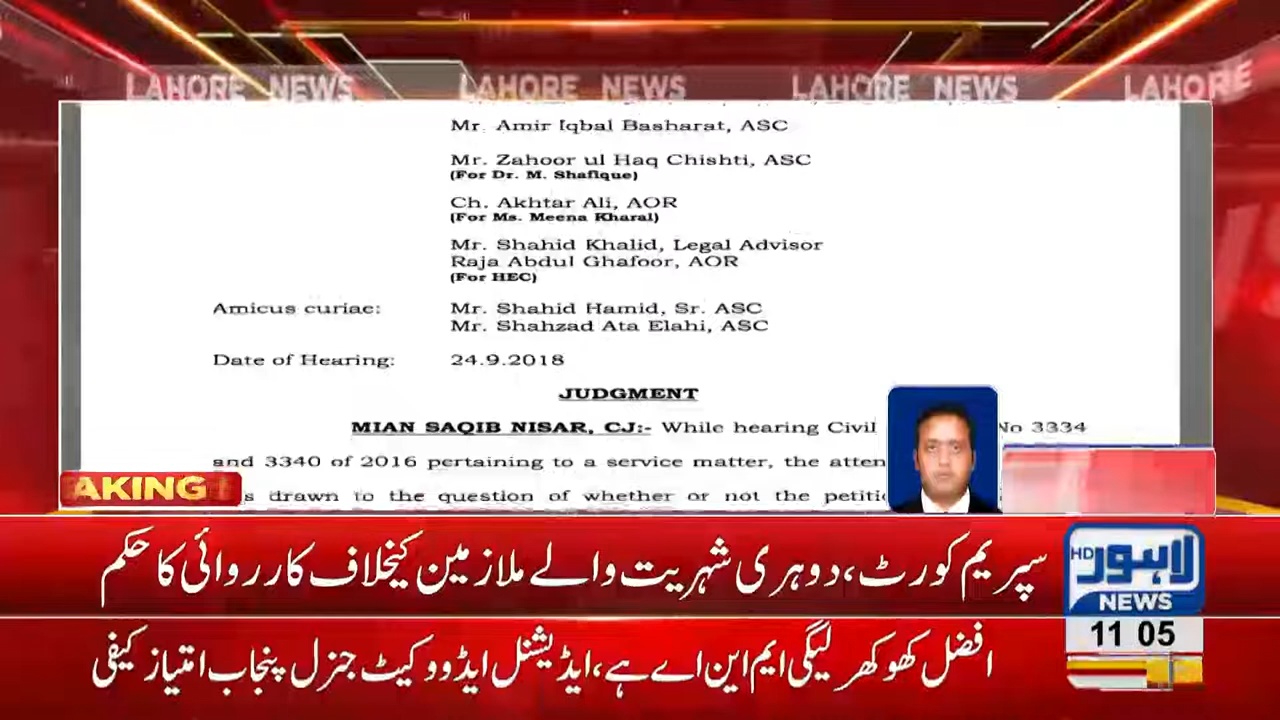 LAHORE NEWS LAHORE NEWS LAHORE NEWS LAHORE
Mr. Amir Iqbal Basharat, ASC
Mr. Zahoor ul Haq Chishti, ASC
(For Dr. M. Shafique)
Ch. Akhtar Ali, AOR
(For Ms. Meena Kharal)
Mr. Shahid Khalid, Legal Advisor
Raja Abdul Ghafoor, AOR
(For HEC)
Amicus curiae: Mr. Shahid Hamid, Sr. ASC
Mr. Shahzad Ata Elahi, ASC
Date of Hearing: 24.9.2018
JUDGMENT
MIAN SAQIB NISAR, CJ:- While hearing Civil No 3334
and 3340 of 2016 pertaining to a service matter, the
drawn to the question of whether or not the
AKING
سپریم کورٹ، دوہری شہریت والے ملازمین کیخلاف کارروائی کا حکم
افضل کھوکھر لیگی ایم این اے ہے، ایڈیشنل ایڈووکیٹ جنرل پنجاب امتیاز کیفی
لاہور HD
NEWS
11 05